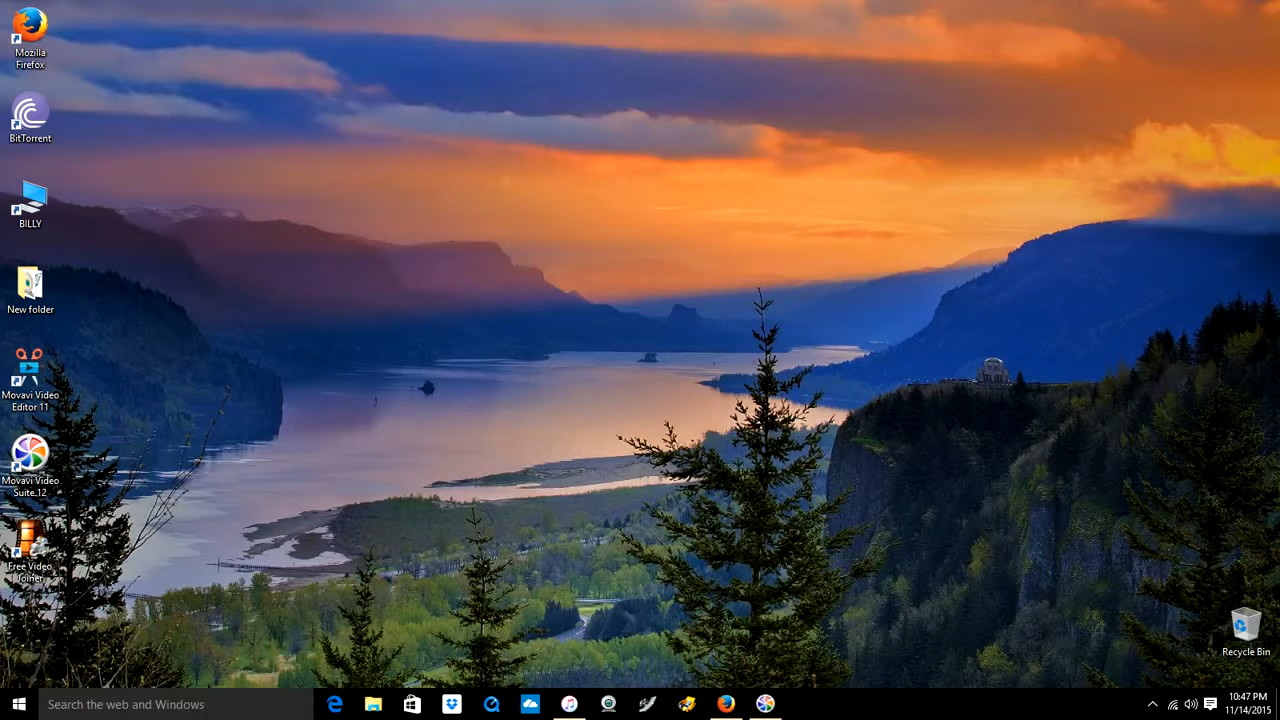 Mozilla
Firefox
BitTorrent
BILLY
New folder
Movavi Video
Editor 11
Movavi Video
Suite.12
Free Video
Joiner
Recycle Bin
Search the web and Windows
10:47 PM
11/14/2015